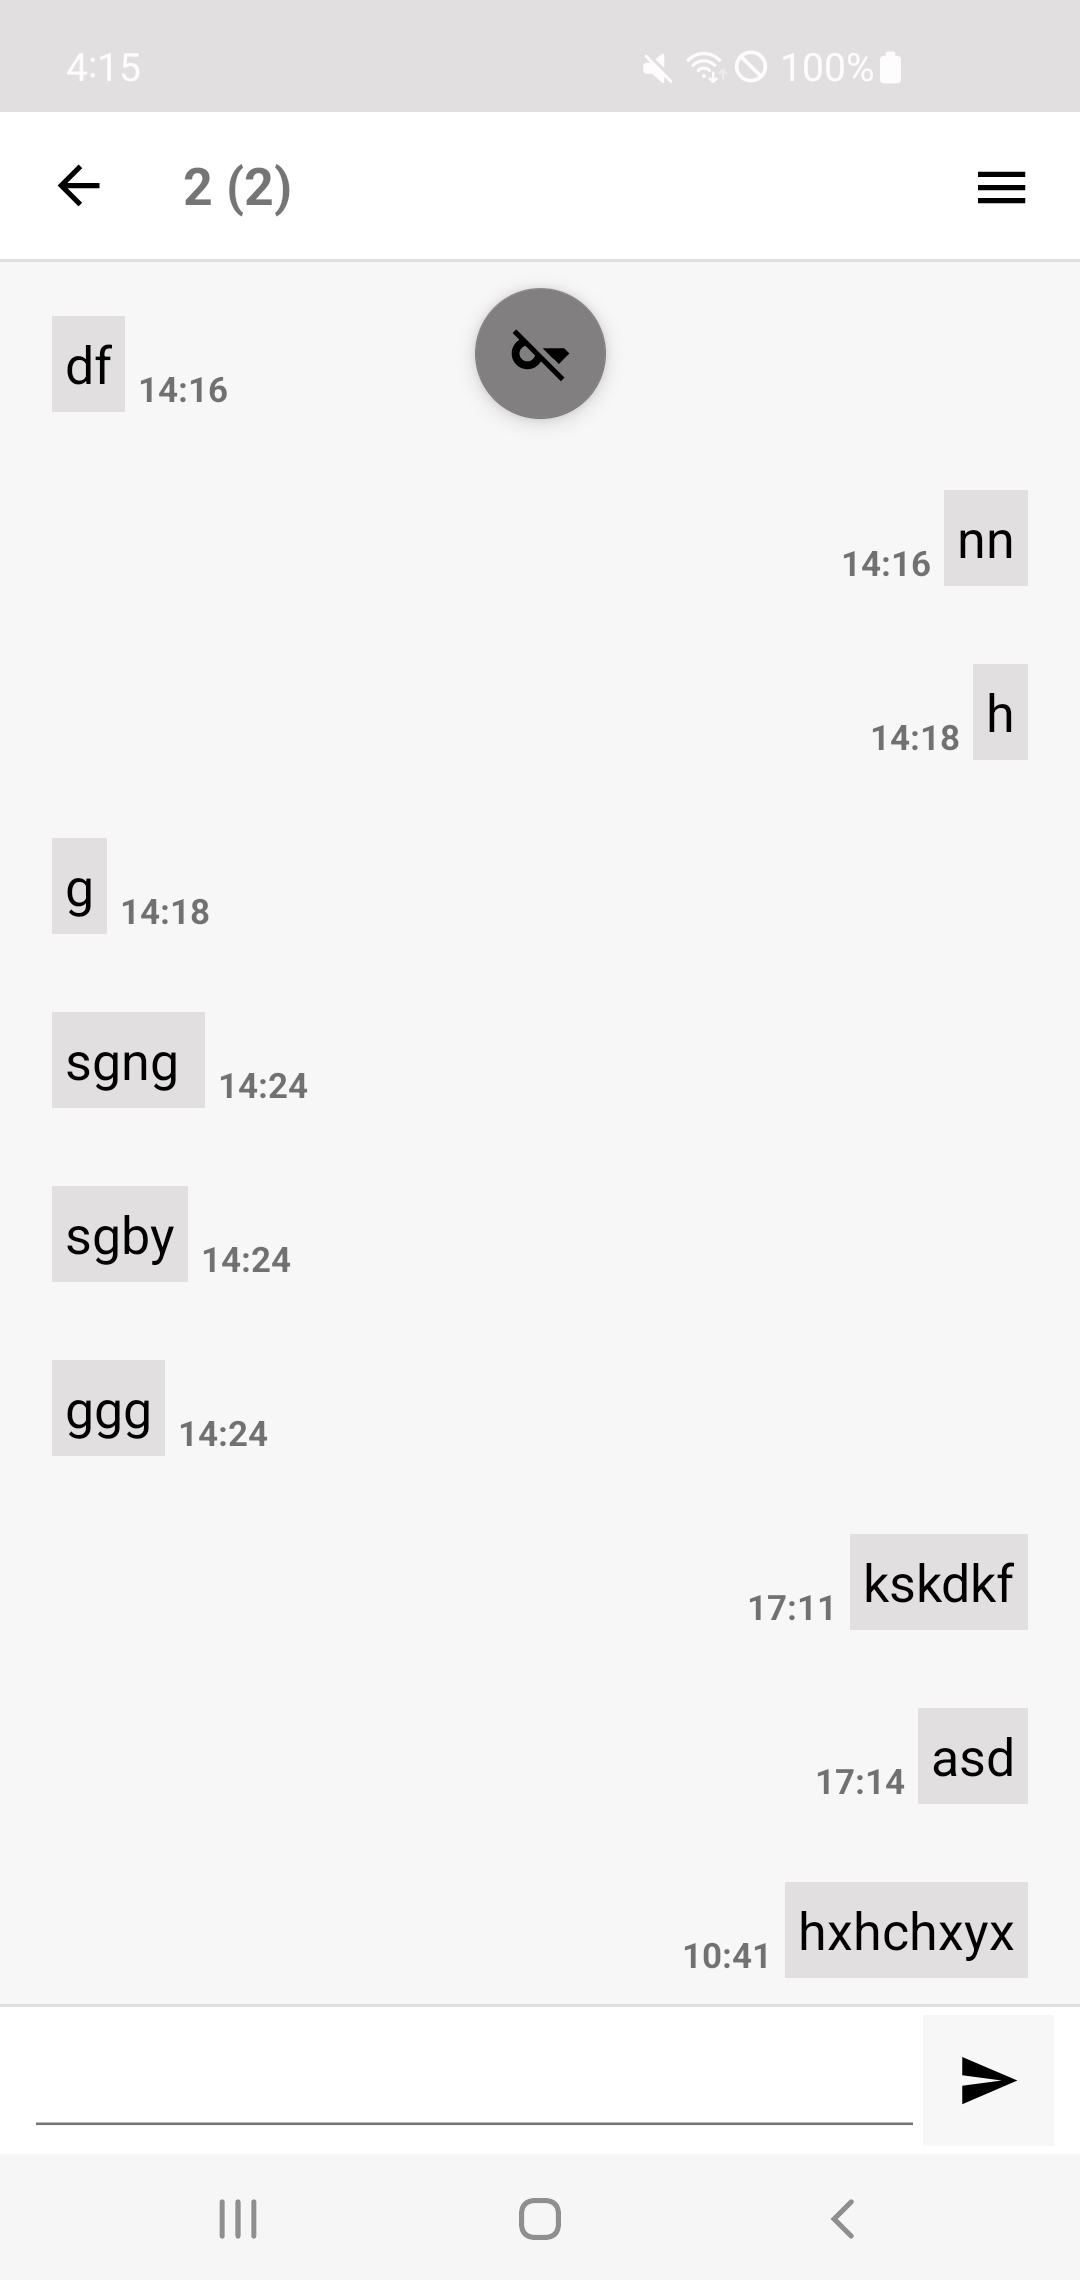 4:15 100%
2 (2)
df 14:16
14:16 nn
14:18 h
g 14:18
sgng 14:24
sgby 14:24
ggg 14:24
17:11 kskdkf
17:14 asd
10:41 hxhchxyx